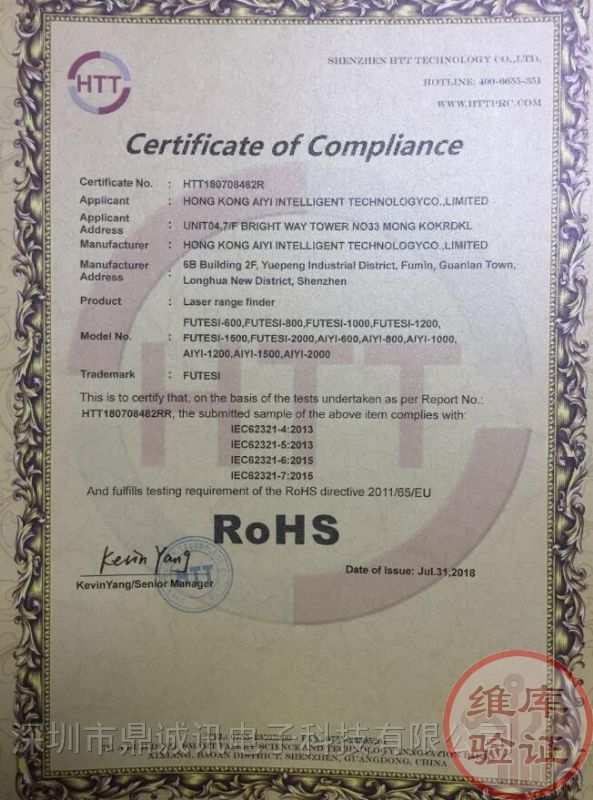 HTT
SHENZHEN HTT TECHNOLOGY CO.,LTD.
HOTLINE: 400-6655-351
WWW.HTTPRC.COM
Certificate of Compliance
Certificate No. : HTT180708482R
Applicant : HONG KONG AIYI INTELLIGENT TECHNOLOGYCO.,LIMITED
Applicant Address : UNIT04,7/F BRIGHT WAY TOWER NO33 MONG KOKRDKL
Manufacturer : HONG KONG AIYI INTELLIGENT TECHNOLOGYCO.,LIMITED
Manufacturer Address : 6B Building 2F, Yuepeng Industrial District, Fumin, Guanlan Town,
Longhua New District, Shenzhen
Product : Laser range finder
FUTESI-600,FUTESI-800,FUTESI-1000,FUTESI-1200,
Model No. : FUTESI-1500,FUTESI-2000,AIYI-600,AIYI-800,AIYI-1000,
AIYI-1200,AIYI-1500,AIYI-2000
Trademark : FUTESI
This is to certify that, on the basis of the tests undertaken as per Report No.:
HTT180708482RR, the submitted sample of the above item complies with:
IEC62321-4:2013
IEC62321-5:2013
IEC62321-6:2015
IEC62321-7:2015
And fulfills testing requirement of the RoHS directive 2011/65/EU
RoHS
Kevin Yang
HTT
KevinYang/Senior Manager
Date of Issue: Jul.31,2018
维库
验证
深圳市鼎诚讯电子科技有限公司
SCIENCE AND TECHNOLOGY INNOVATION PARK
XIXIANG, BAOAN DISTRICT, SHENZHEN, GUANGDONG, CHINA